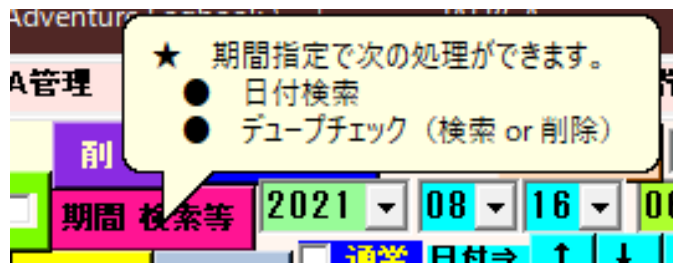 Adventure Logbook
A管理
★ 期間指定で次の処理ができます。
● 日付検索
● デュープチェック（検索 or 削除）
削
期間 検索等
2021
08
16
通常 日付⇒ ↑ ↓